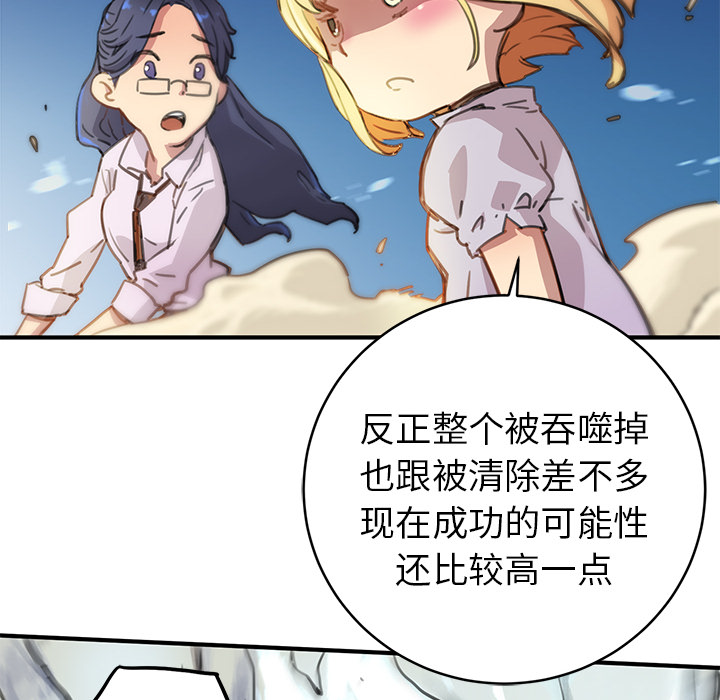 反正整个被吞噬掉
也跟被清除差不多
现在成功的可能性
还比较高一点